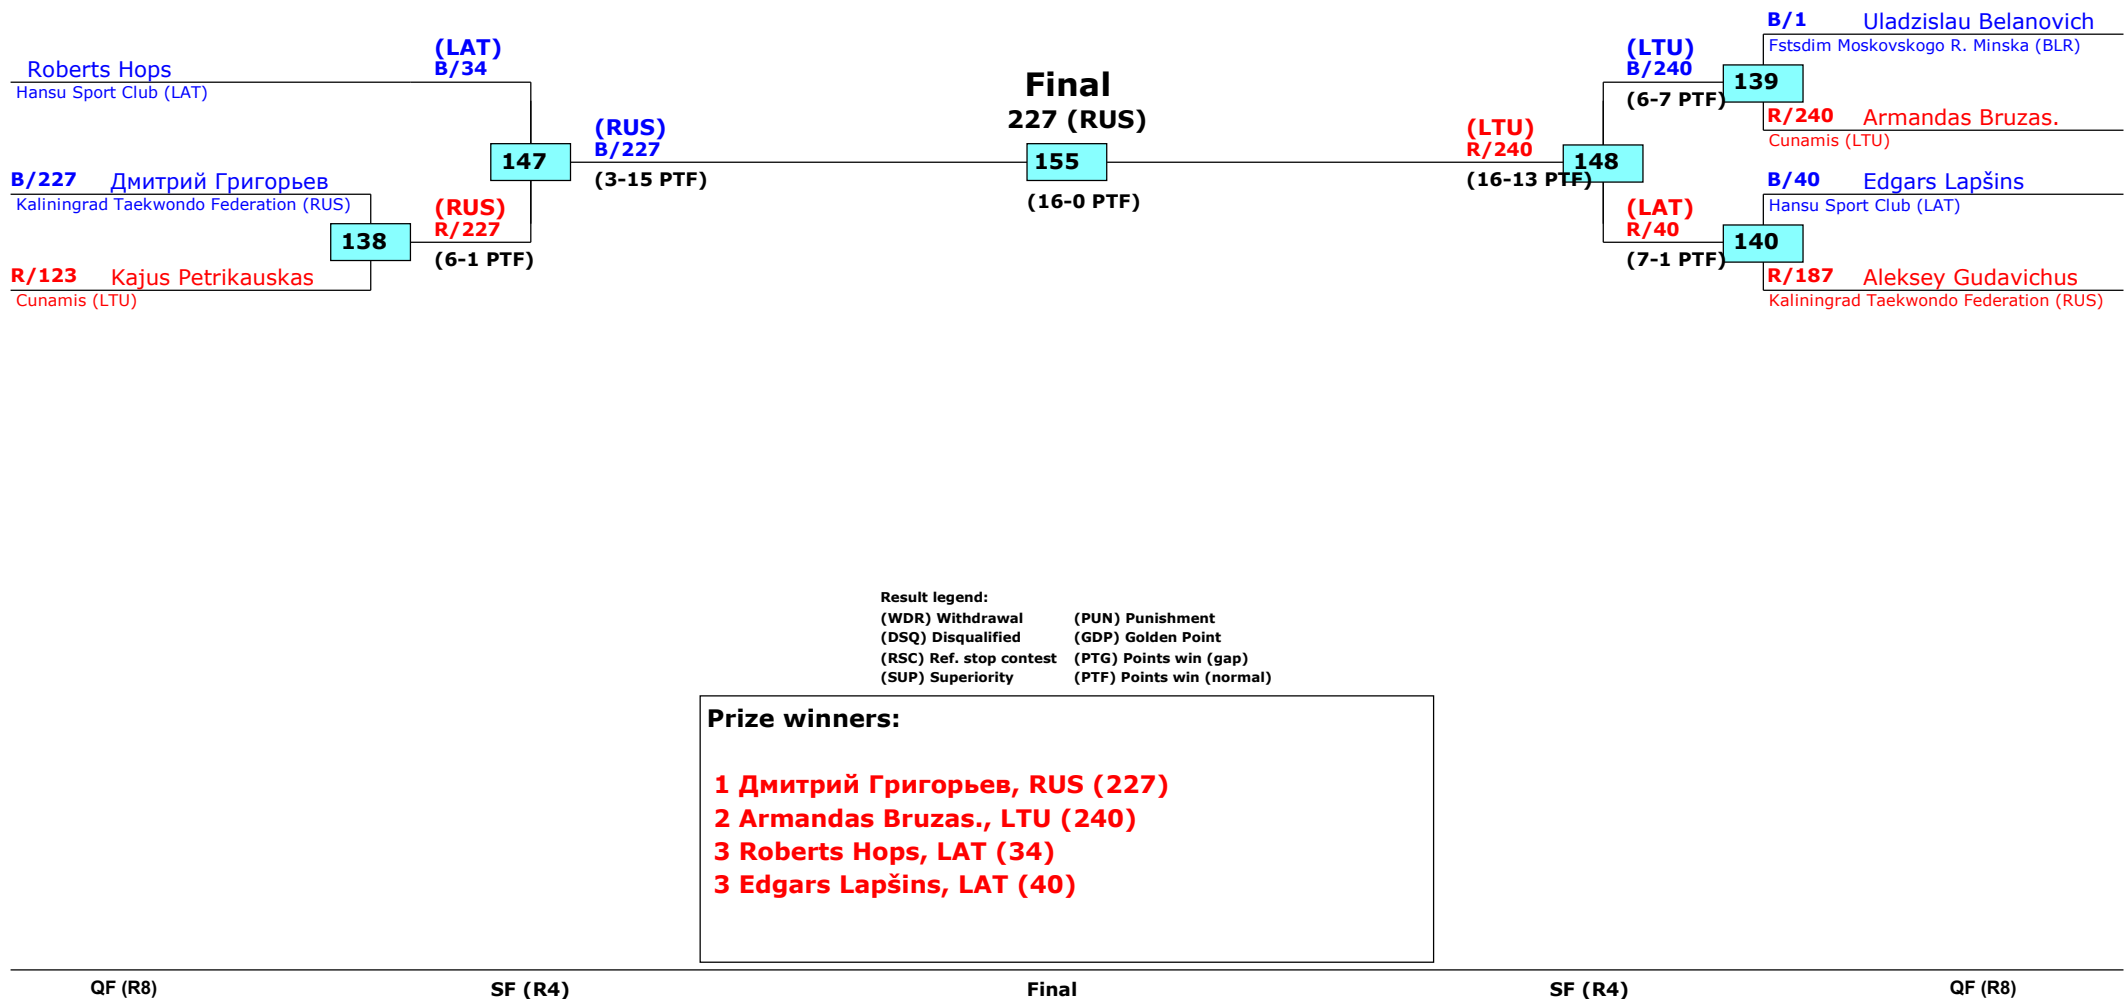 Roberts Hops
Hansu Sport Club (LAT)
B/227 Дмитрий Григорьев
Kaliningrad Taekwondo Federation (RUS)
R/123 Kajus Petrikauskas
Cunamis (LTU)
138
(LAT)
B/34
(RUS)
R/227
(6-1 PTF)
147
(RUS)
B/227
(3-15 PTF)
Final
227 (RUS)
155
(16-0 PTF)
(LTU)
R/240
(16-13 PTF)
148
(LTU)
B/240
(6-7 PTF)
(LAT)
R/40
(7-1 PTF)
139
140
B/1 Uladzislau Belanovich
Fstsdim Moskovskogo R. Minska (BLR)
R/240 Armandas Bruzas.
Cunamis (LTU)
B/40 Edgars Lapšins
Hansu Sport Club (LAT)
R/187 Aleksey Gudavichus
Kaliningrad Taekwondo Federation (RUS)
Result legend:
(WDR) Withdrawal (PUN) Punishment
(DSQ) Disqualified (GDP) Golden Point
(RSC) Ref. stop contest (PTG) Points win (gap)
(SUP) Superiority (PTF) Points win (normal)
Prize winners:
1 Дмитрий Григорьев, RUS (227)
2 Armandas Bruzas., LTU (240)
3 Roberts Hops, LAT (34)
3 Edgars Lapšins, LAT (40)
QF (R8) SF (R4) Final SF (R4) QF (R8)